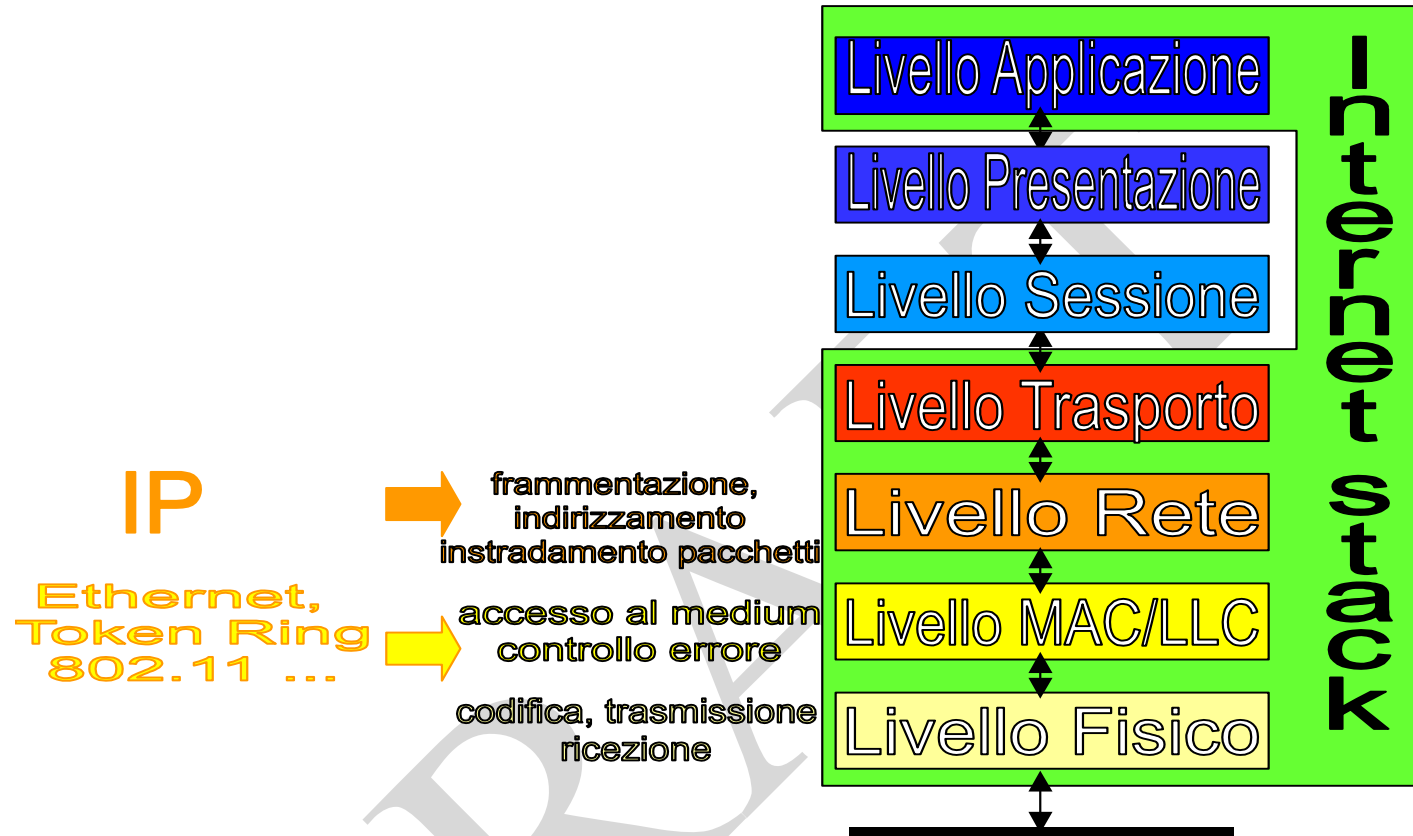 Livello Applicazione
Livello Presentazione
Livello Sessione
Livello Trasporto
IP
frammentazione,
indirizzamento
instradamento pacchetti
Livello Rete
Ethernet,
Token Ring
802.11 ...
accesso al medium
controllo errore
Livello MAC/LLC
codifica, trasmissione
ricezione
Livello Fisico
Internet stack